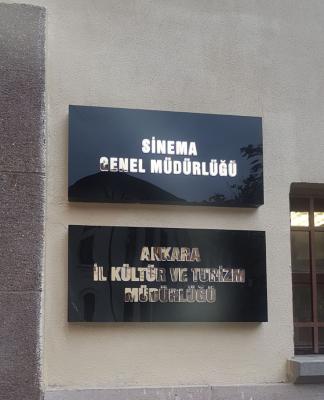 SİNEMA
GENEL MÜDÜRLÜĞÜ
ANKARA
İL KÜLTÜR VE TURİZM
MÜDÜRLÜĞÜ